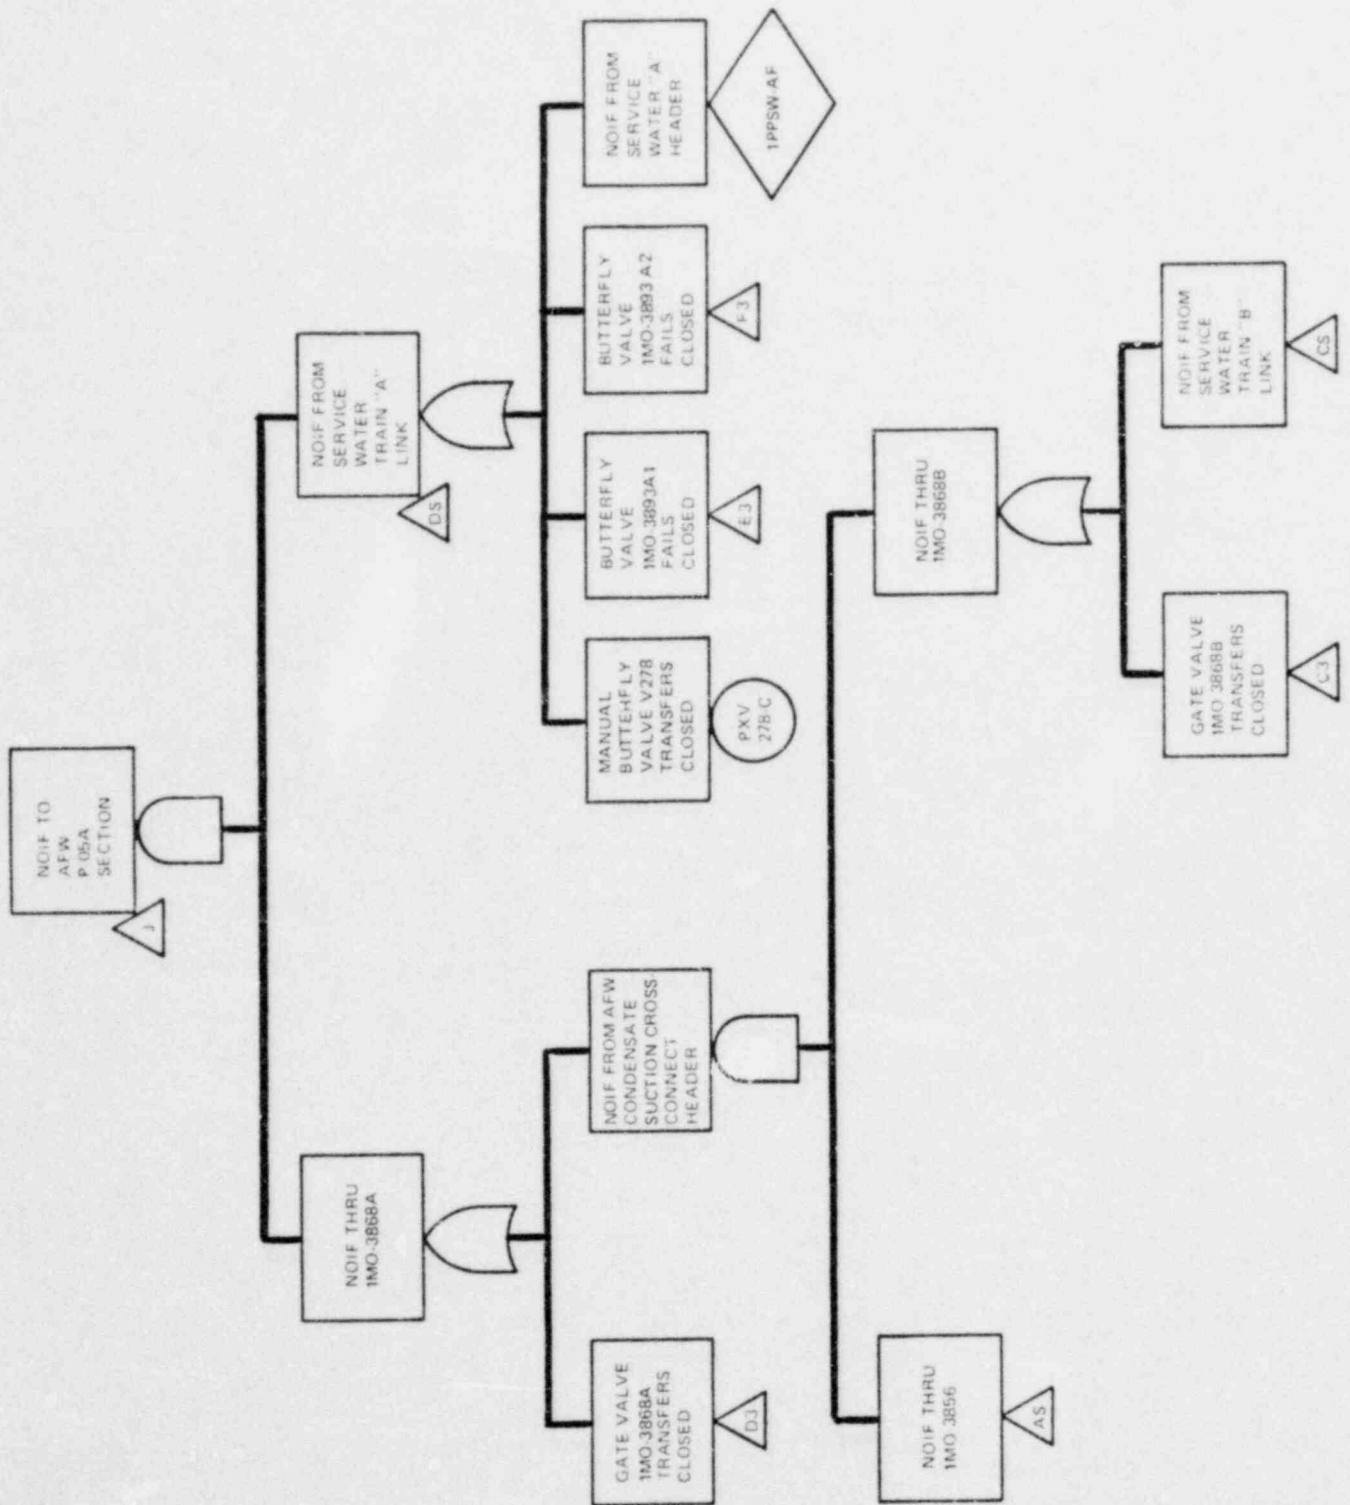 NOIF TO
AFW
P 05A
SECTION
J
NOIF THRU
1MO-3868A
NOIF FROM
SERVICE
WATER
TRAIN "A"
LINK
DS
GATE VALVE
1MO-3868A
TRANSFERS
CLOSED
D3
NOIF FROM AFW
CONDENSATE
SUCTION CROSS-
CONNECT
HEADER
MANUAL
BUTTEHFLY
VALVE V278
TRANSFERS
CLOSED
PXV
278-C
BUTTERFLY
VALVE
1MO-3893A1
FAILS
CLOSED
E3
BUTTERFLY
VALVE
1MO-3893 A2
FAILS
CLOSED
F3
NOIF FROM
SERVICE
WATER "A"
HEADER
1PPSW-AF
NOIF THRU
1MO 3856
AS
NOIF THRU
1MO-3868B
GATE VALVE
1MO 3868B
TRANSFERS
CLOSED
C3
NOIF FROM
SERVICE
WATER
TRAIN "B"
LINK
CS